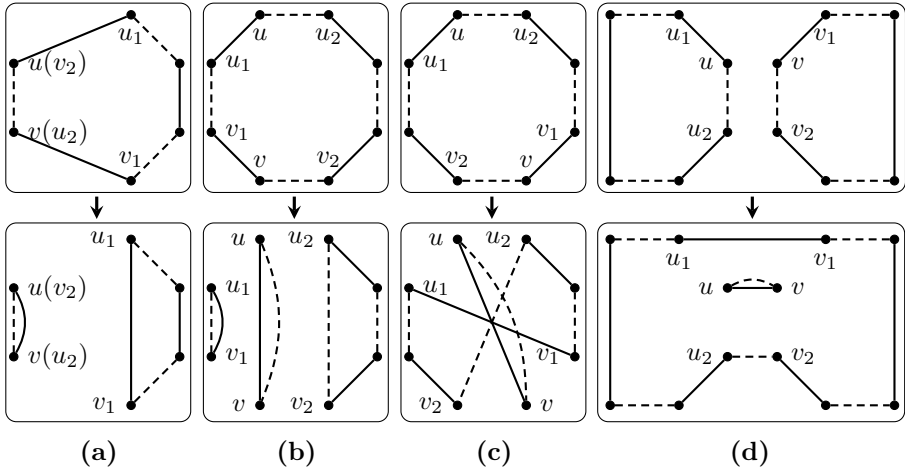 u₁ u u₂ u u₂ u₁ v₁
u(v₂) u₁ u₁ u v
v(u₂) v₁ v₁ v₂ v₂ v v₂ v u₂ v₂
u₁ u u₂ u u₂ u₁ v₁
u(v₂) u₁ u₁ u v
v(u₂) v₁ v₁ u₂ v₂
v₁ v v₂ v₂ v
(a) (b) (c) (d)